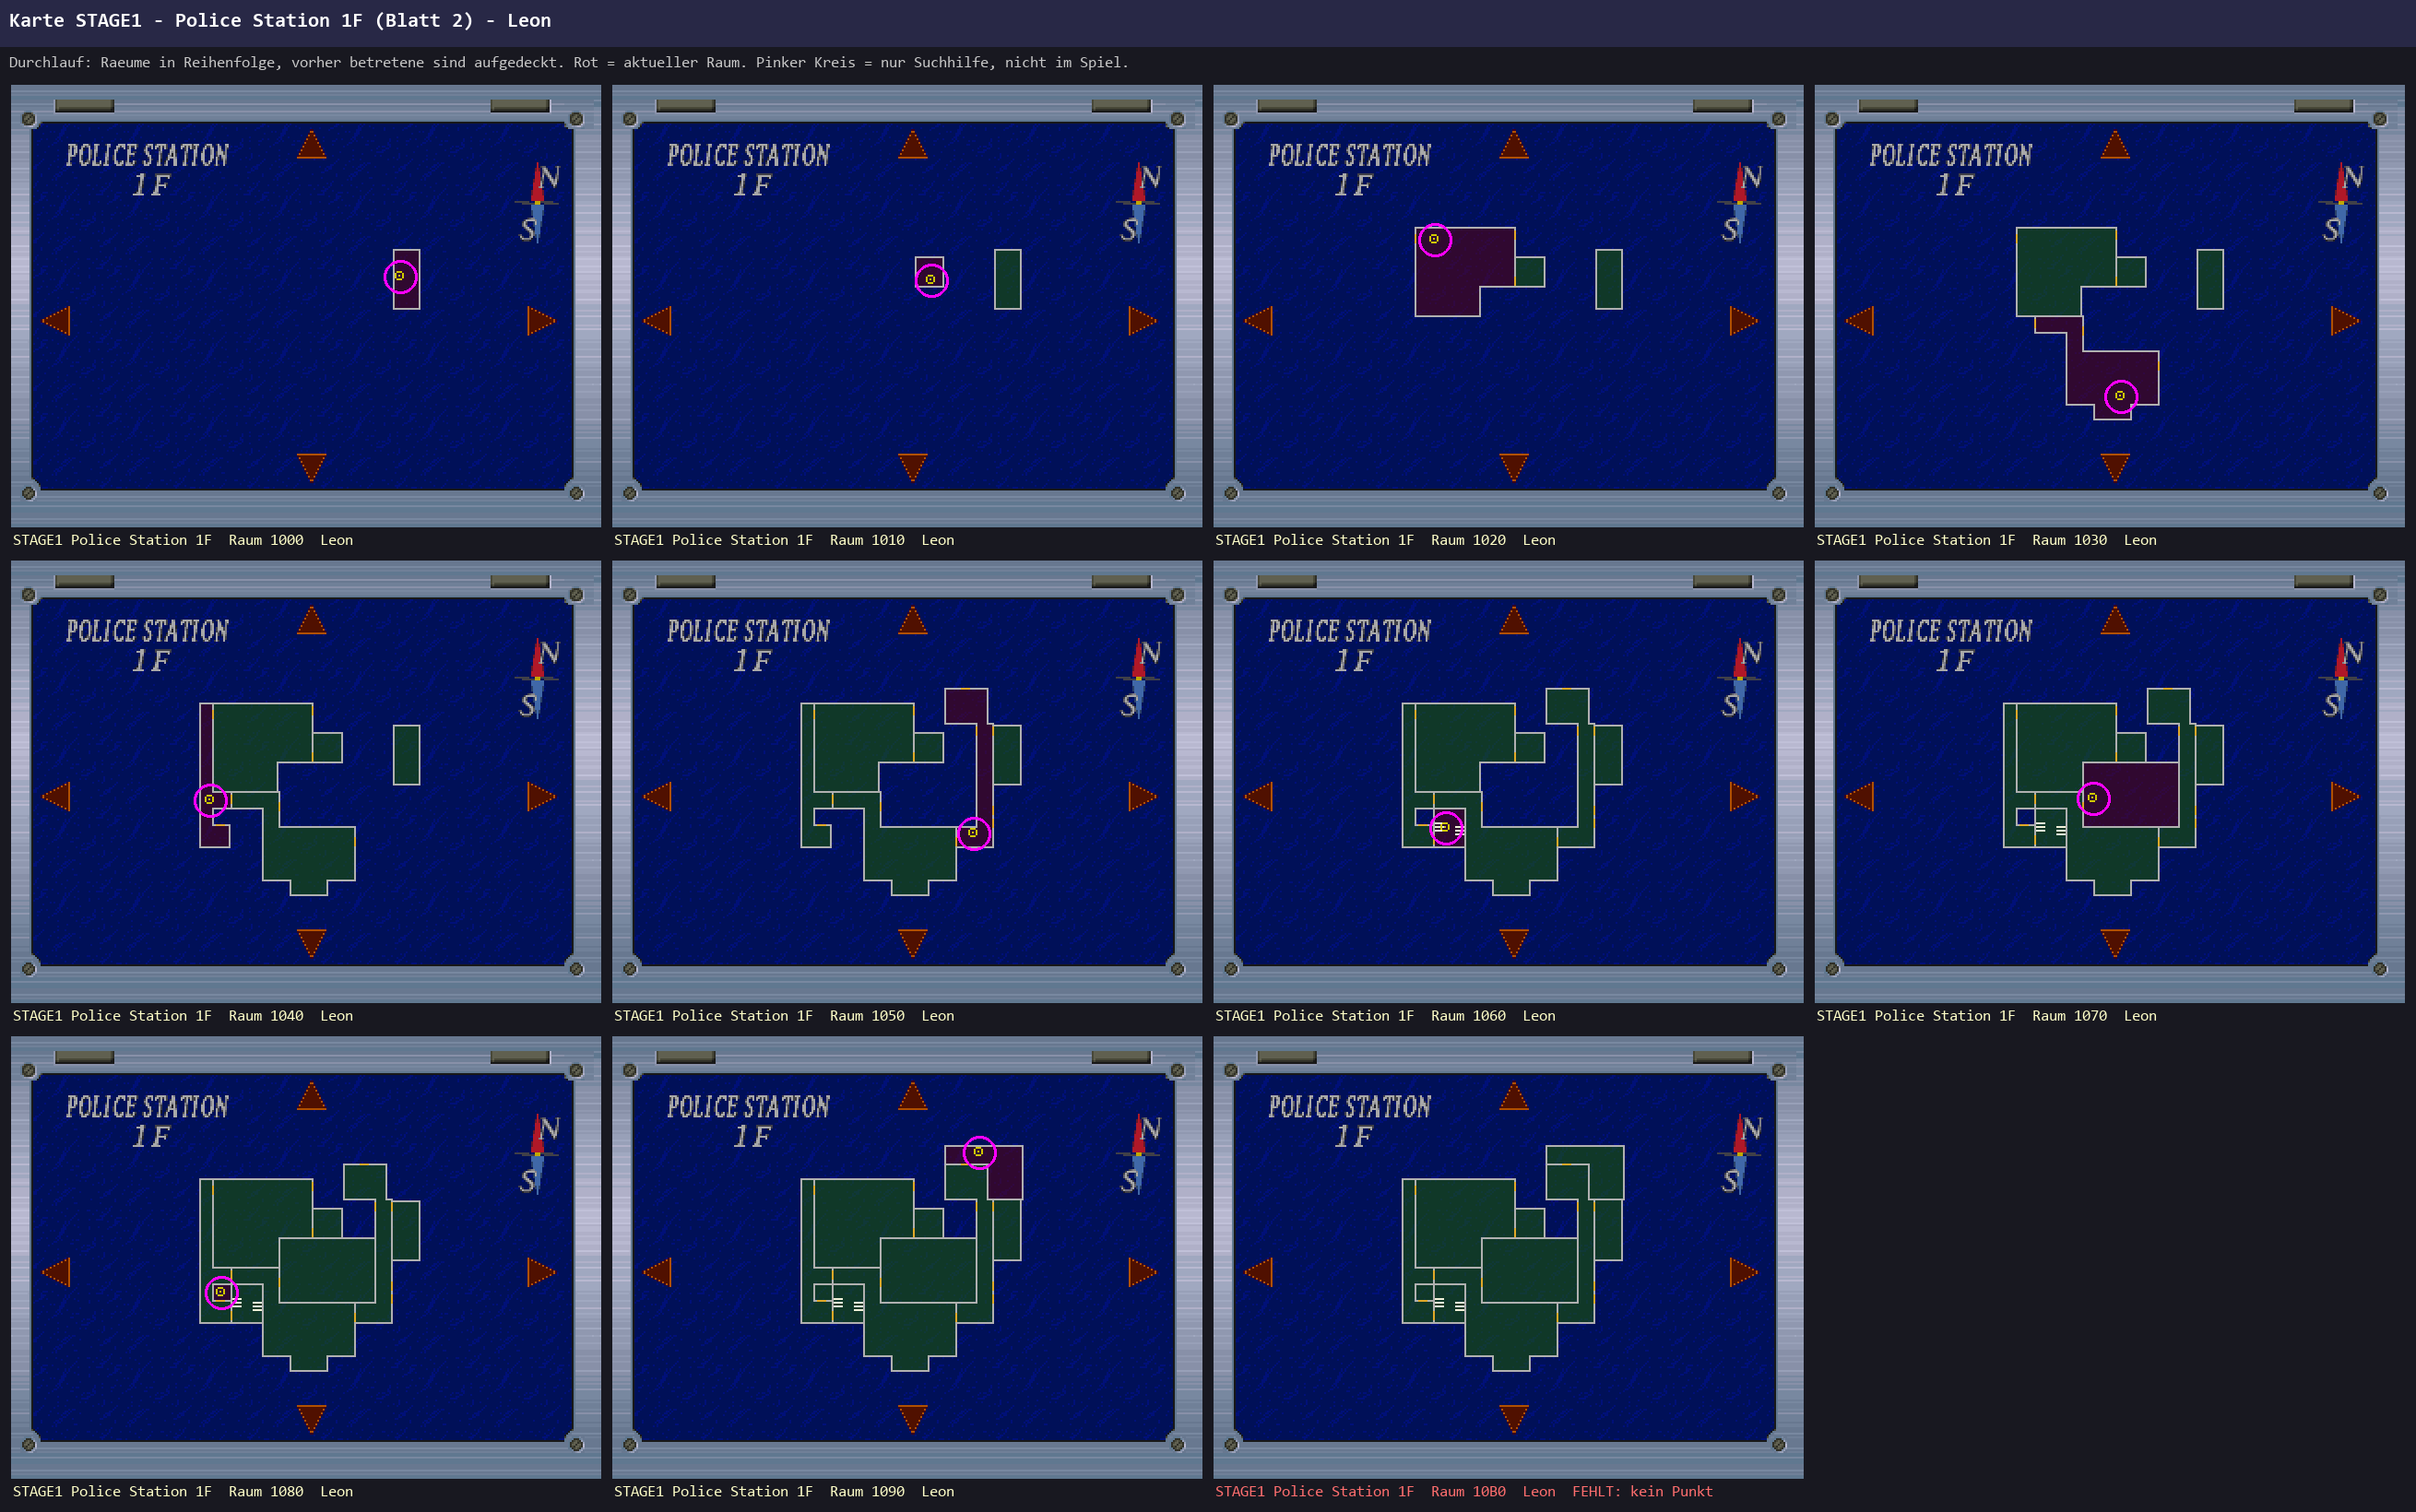 Karte STAGE1 - Police Station 1F (Blatt 2) - Leon
Durchlauf: Raeume in Reihenfolge, vorher betretene sind aufgedeckt. Rot = aktueller Raum. Pinker Kreis = nur Suchhilfe, nicht im Spiel.
POLICE STATION
1F
N
S
POLICE STATION
1F
N
S
POLICE STATION
1F
N
S
POLICE STATION
1F
N
S
STAGE1 Police Station 1F  Raum 1000  Leon
STAGE1 Police Station 1F  Raum 1010  Leon
STAGE1 Police Station 1F  Raum 1020  Leon
STAGE1 Police Station 1F  Raum 1030  Leon
POLICE STATION
1F
N
S
POLICE STATION
1F
N
S
POLICE STATION
1F
N
S
POLICE STATION
1F
N
S
STAGE1 Police Station 1F  Raum 1040  Leon
STAGE1 Police Station 1F  Raum 1050  Leon
STAGE1 Police Station 1F  Raum 1060  Leon
STAGE1 Police Station 1F  Raum 1070  Leon
POLICE STATION
1F
N
S
POLICE STATION
1F
N
S
POLICE STATION
1F
N
S
STAGE1 Police Station 1F  Raum 1080  Leon
STAGE1 Police Station 1F  Raum 1090  Leon
STAGE1 Police Station 1F  Raum 10B0  Leon  FEHLT: kein Punkt